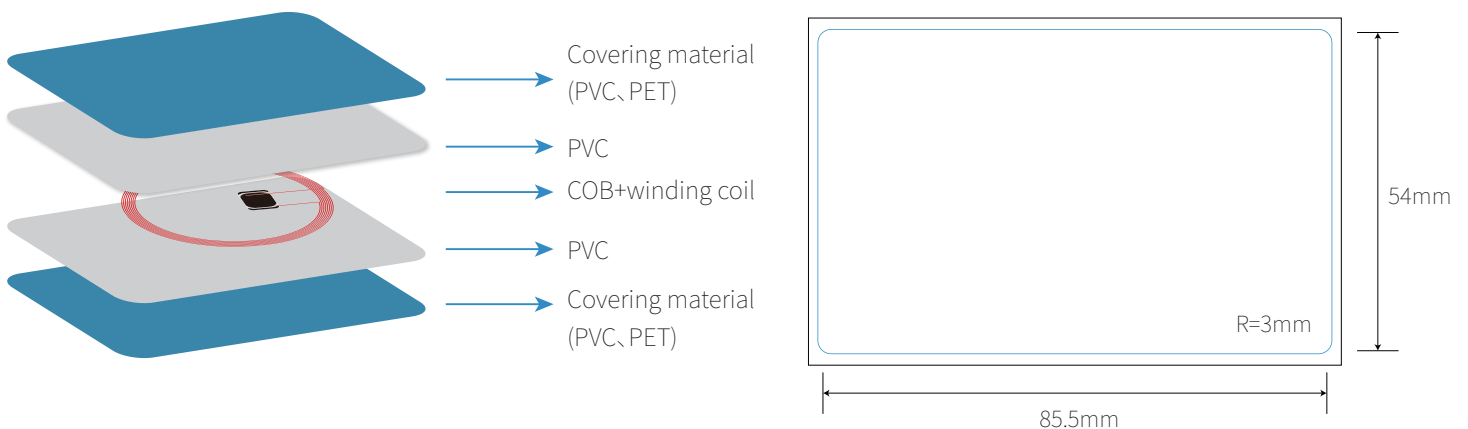 Covering material
(PVC、PET)
PVC
COB+winding coil
PVC
Covering material
(PVC、PET)
54mm
R=3mm
85.5mm